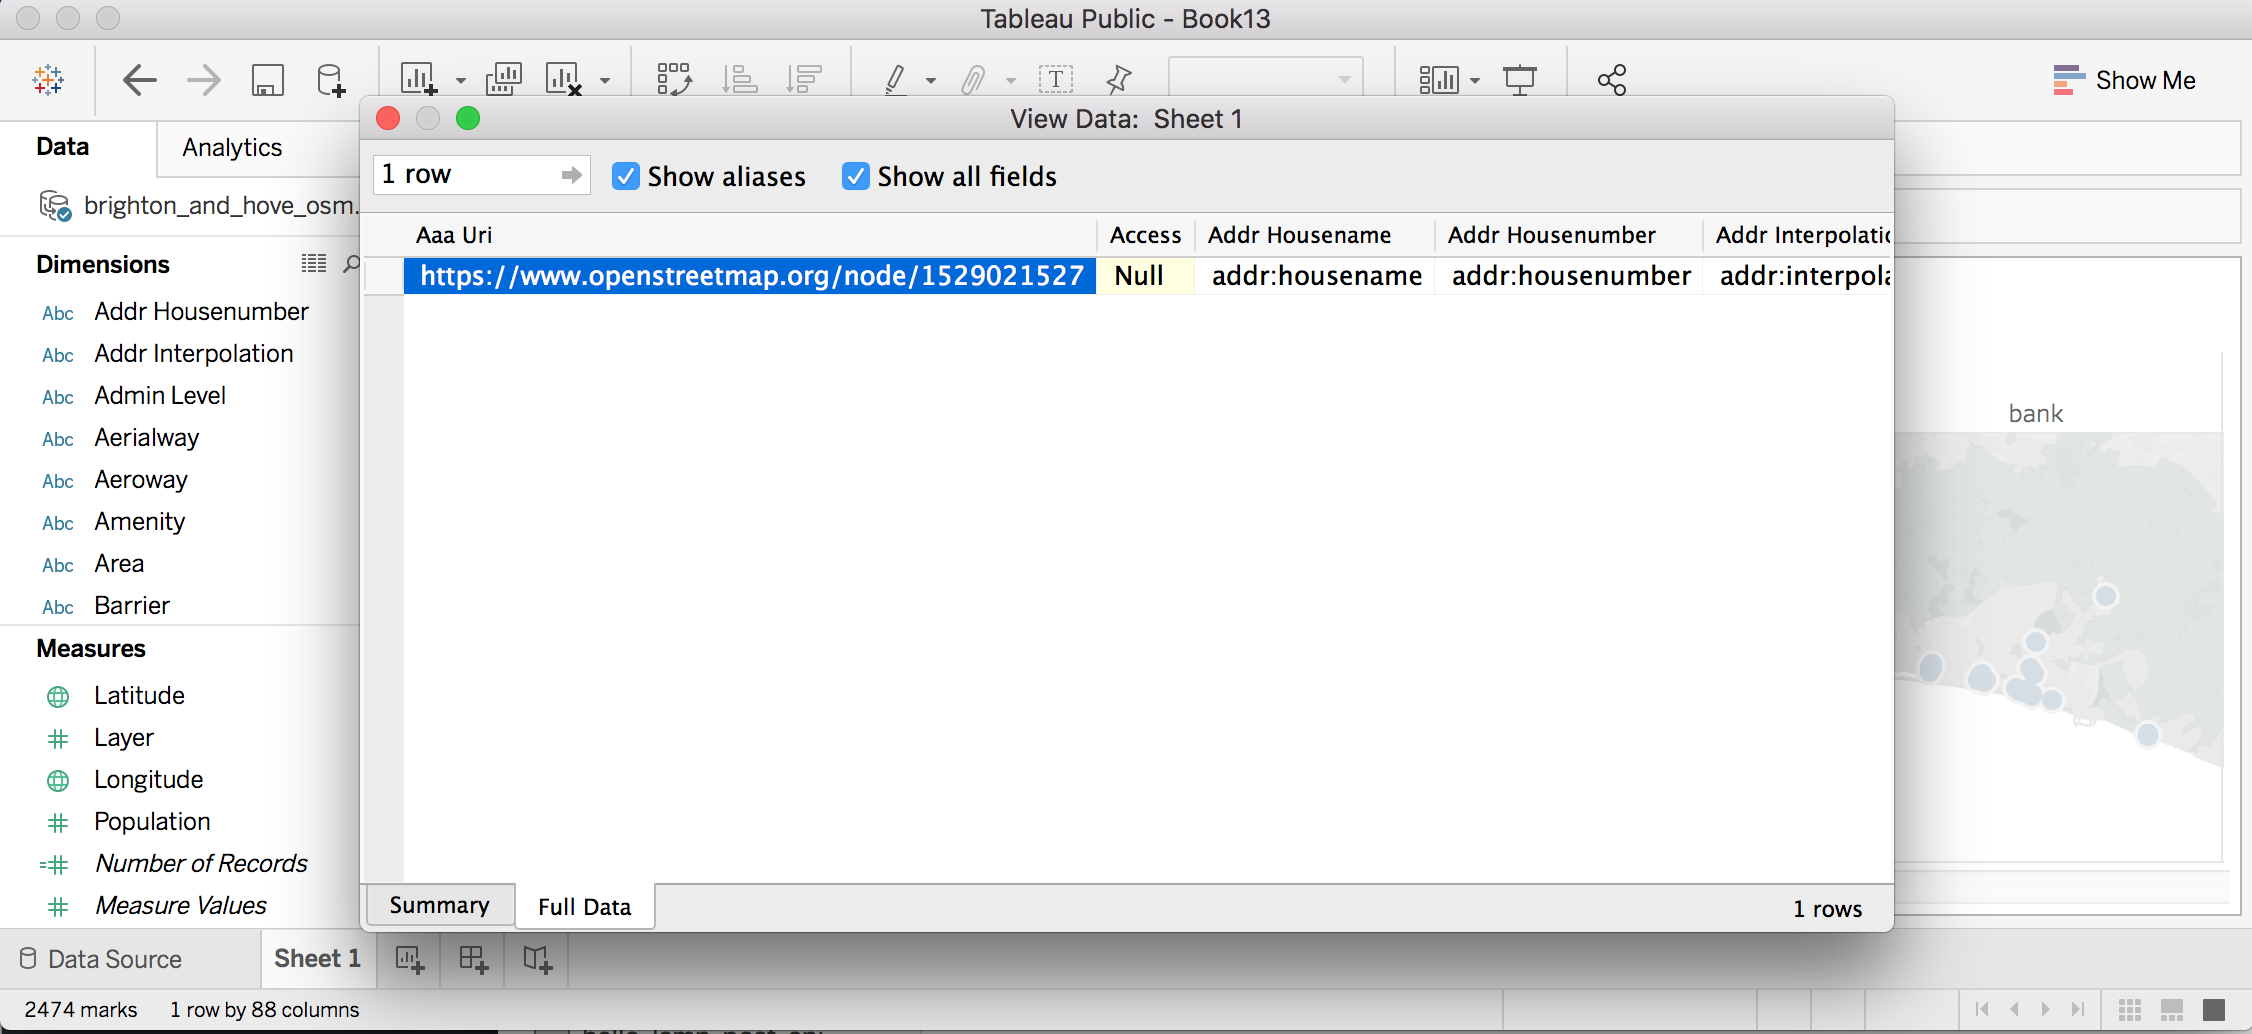 Tableau Public - Book13
Show Me
Data
Analytics
brighton_and_hove_osm.
Dimensions
Abc Addr Housenumber
Abc Addr Interpolation
Abc Admin Level
Abc Aerialway
Abc Aeroway
Abc Amenity
Abc Area
Abc Barrier
Measures
Latitude
Layer
Longitude
Population
Number of Records
Measure Values
View Data: Sheet 1
1 row
Show aliases
Show all fields
Aaa Uri Access Addr Housename Addr Housenumber Addr Interpolatio
https://www.openstreetmap.org/node/1529021527 Null addr:housename addr:housenumber addr:interpola
Summary
Full Data
1 rows
bank
Data Source
Sheet 1
2474 marks
1 row by 88 columns